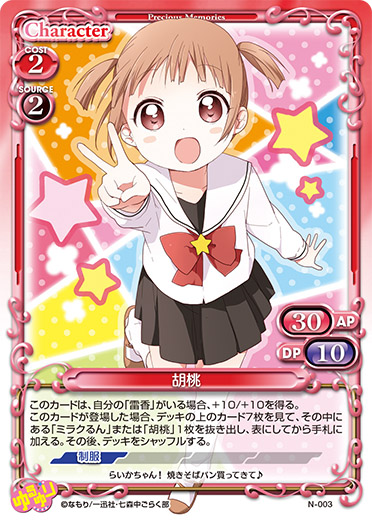 Precious Memories
Character
COST
2
SOURCE
2
30 AP
DP 10
胡桃
このカードは、自分の「雷香」がいる場合、+10/+10を得る。
このカードが登場した場合、デッキの上のカード7枚を見て、その中に
ある「ミラクるん」または「胡桃」1枚を抜き出し、表にしてから手札に
加える。その後、デッキをシャッフルする。
制服
らいかちゃん! 焼きそばパン買ってきて♪
ゆるゆり
©なもり/一迅社・七森中ごらく部
N-003